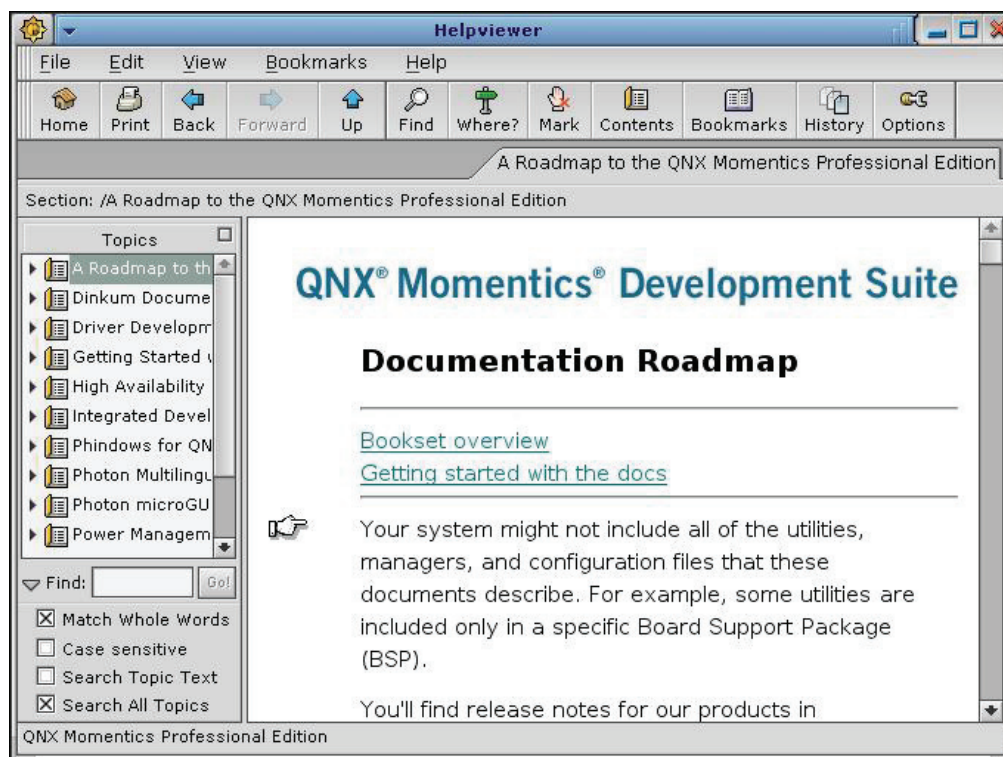 Helpviewer
File Edit View Bookmarks Help
Home Print Back Forward Up Find Where? Mark Contents Bookmarks History Options
A Roadmap to the QNX Momentics Professional Edition
Section: /A Roadmap to the QNX Momentics Professional Edition
Topics
A Roadmap to th
Dinkum Docume
Driver Developm
Getting Started
High Availability
Integrated Devel
Phindows for QN
Photon Multilingu
Photon microGU
Power Managem
Find: Go!
Match Whole Words
Case sensitive
Search Topic Text
Search All Topics
QNX® Momentics® Development Suite
Documentation Roadmap
Bookset overview
Getting started with the docs
Your system might not include all of the utilities,
managers, and configuration files that these
documents describe. For example, some utilities are
included only in a specific Board Support Package
(BSP).
You'll find release notes for our products in
QNX Momentics Professional Edition